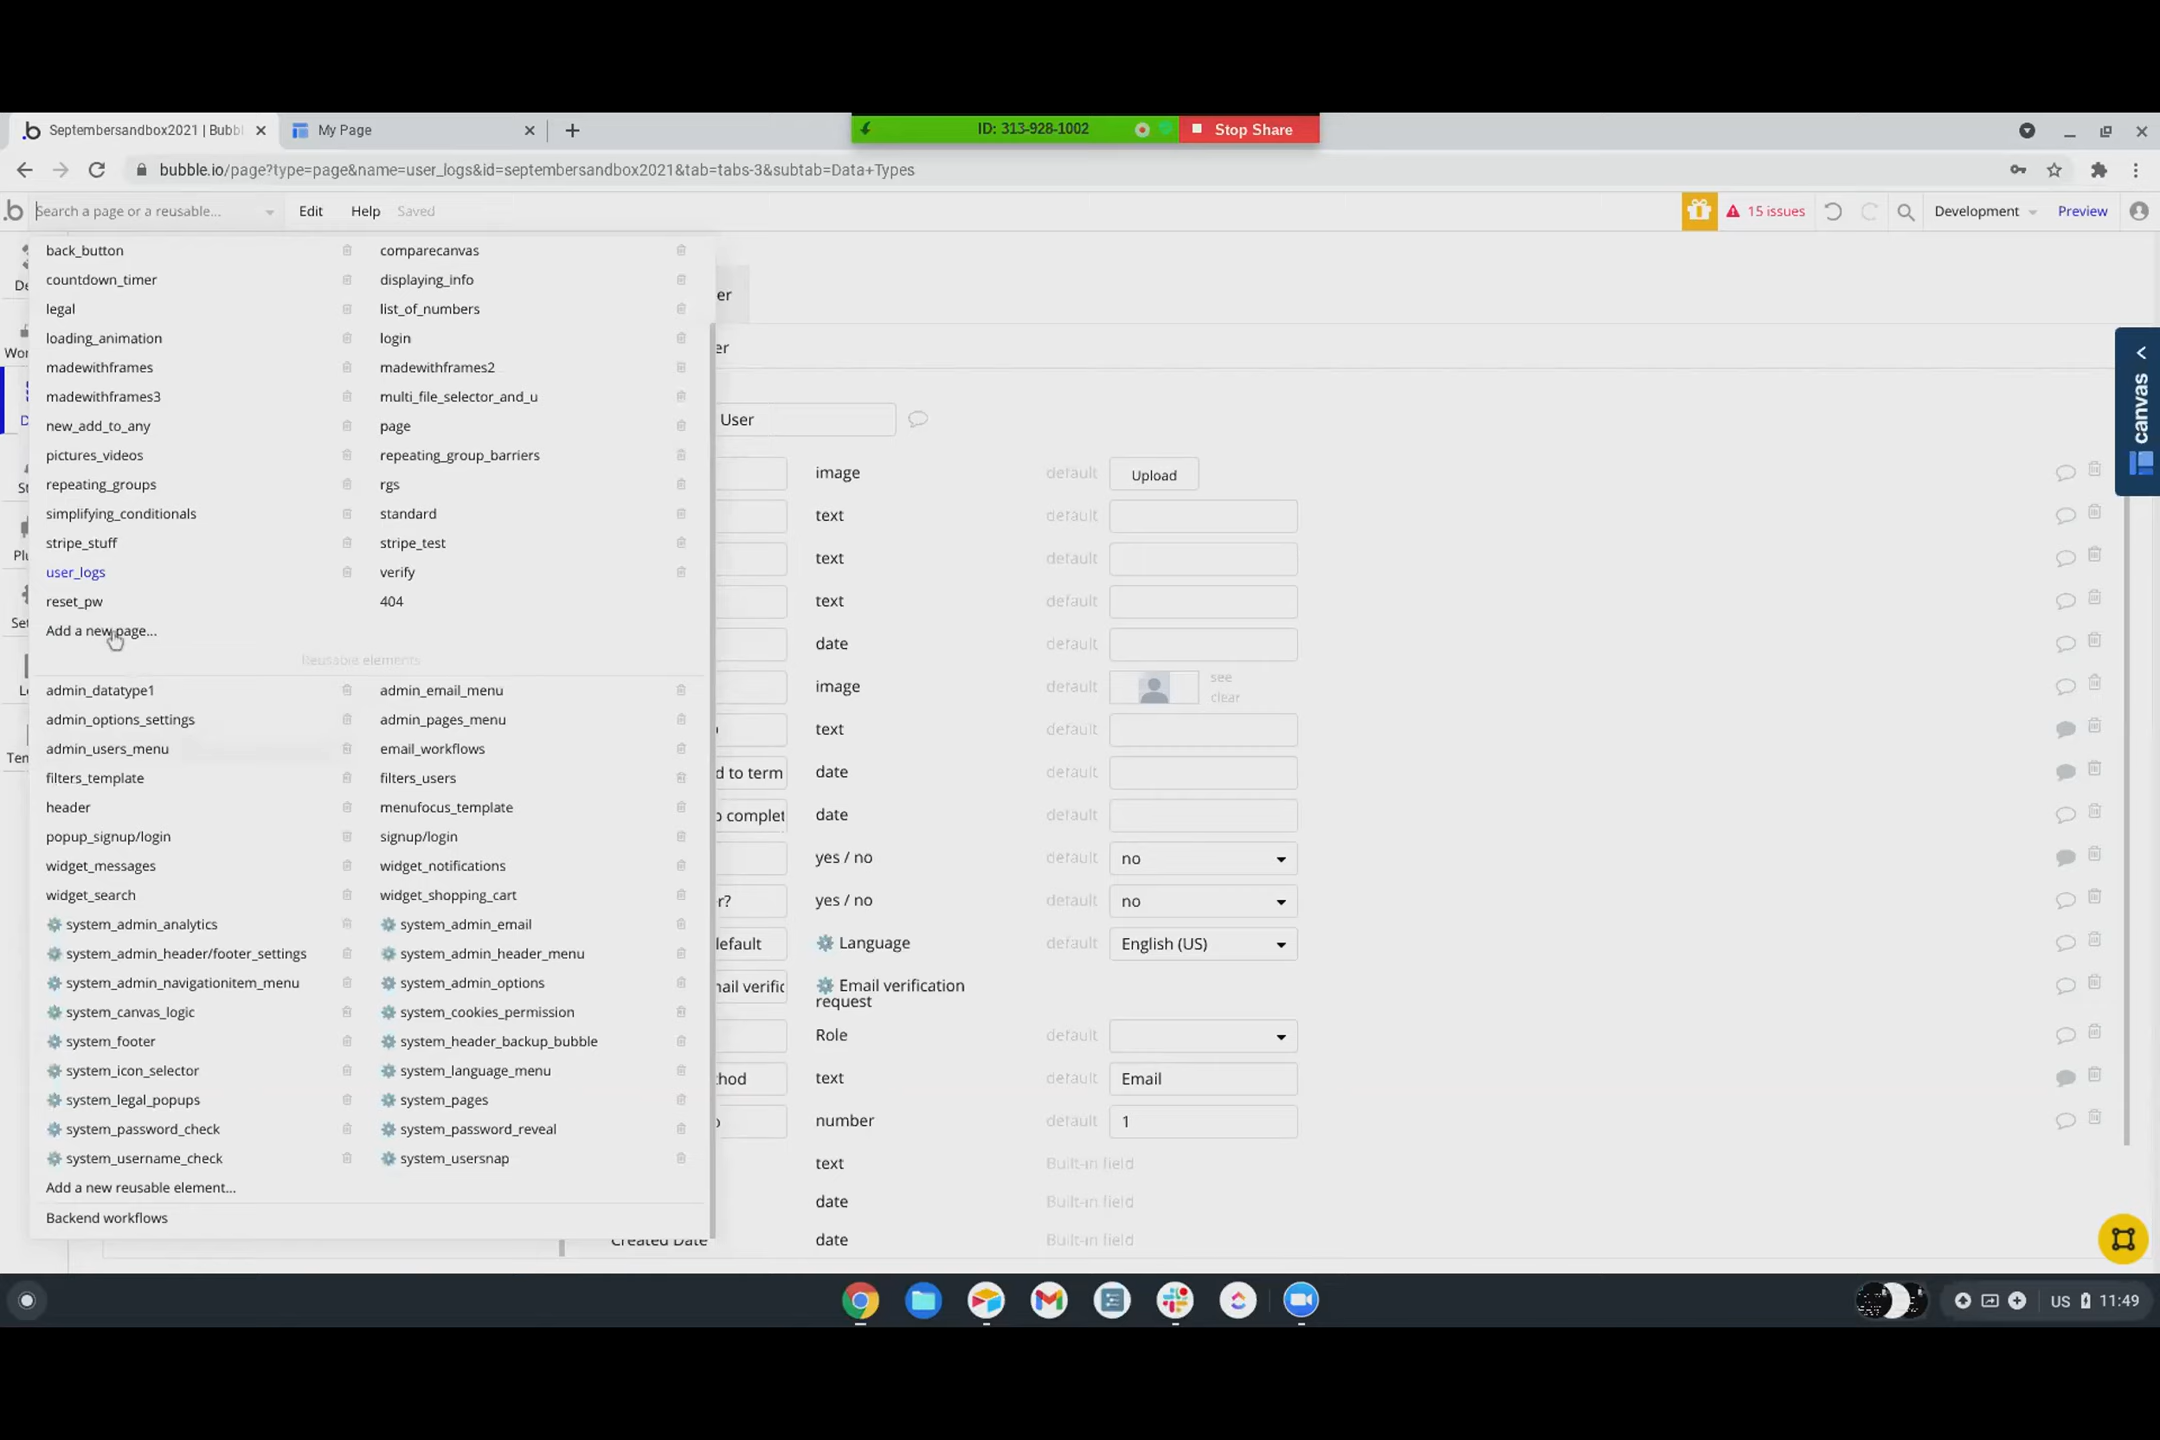 Septembersandbox2021 | Bubbl
My Page
ID: 313-928-1002
Stop Share
bubble.io/page?type=page&name=user_logs&id=septembersandbox2021&tab=tabs-3&subtab=Data+Types
Search a page or a reusable...
Edit
Help
Saved
15 issues
Development
Preview
back_button
comparecanvas
countdown_timer
displaying_info
legal
list_of_numbers
loading_animation
login
madewithframes
madewithframes2
madewithframes3
multi_file_selector_and_u
new_add_to_any
page
pictures_videos
repeating_group_barriers
repeating_groups
rgs
simplifying_conditionals
standard
stripe_stuff
stripe_test
user_logs
verify
reset_pw
404
Add a new page...
Reusable elements
admin_datatype1
admin_email_menu
admin_options_settings
admin_pages_menu
admin_users_menu
email_workflows
filters_template
filters_users
header
menufocus_template
popup_signup/login
signup/login
widget_messages
widget_notifications
widget_search
widget_shopping_cart
system_admin_analytics
system_admin_email
system_admin_header/footer_settings
system_admin_header_menu
system_admin_navigationitem_menu
system_admin_options
system_canvas_logic
system_cookies_permission
system_footer
system_header_backup_bubble
system_icon_selector
system_language_menu
system_legal_popups
system_pages
system_password_check
system_password_reveal
system_username_check
system_usersnap
Add a new reusable element...
Backend workflows
er
er
User
image default Upload
text default
text default
text default
date default
image default see
clear
text default
d to term date default
complet date default
yes / no default no
r? yes / no default no
default Language default English (US)
nail verific Email verification
request
Role default
thod text default Email
number default 1
text Built-in field
date Built-in field
Created Date date Built-in field
canvas
US 11:49